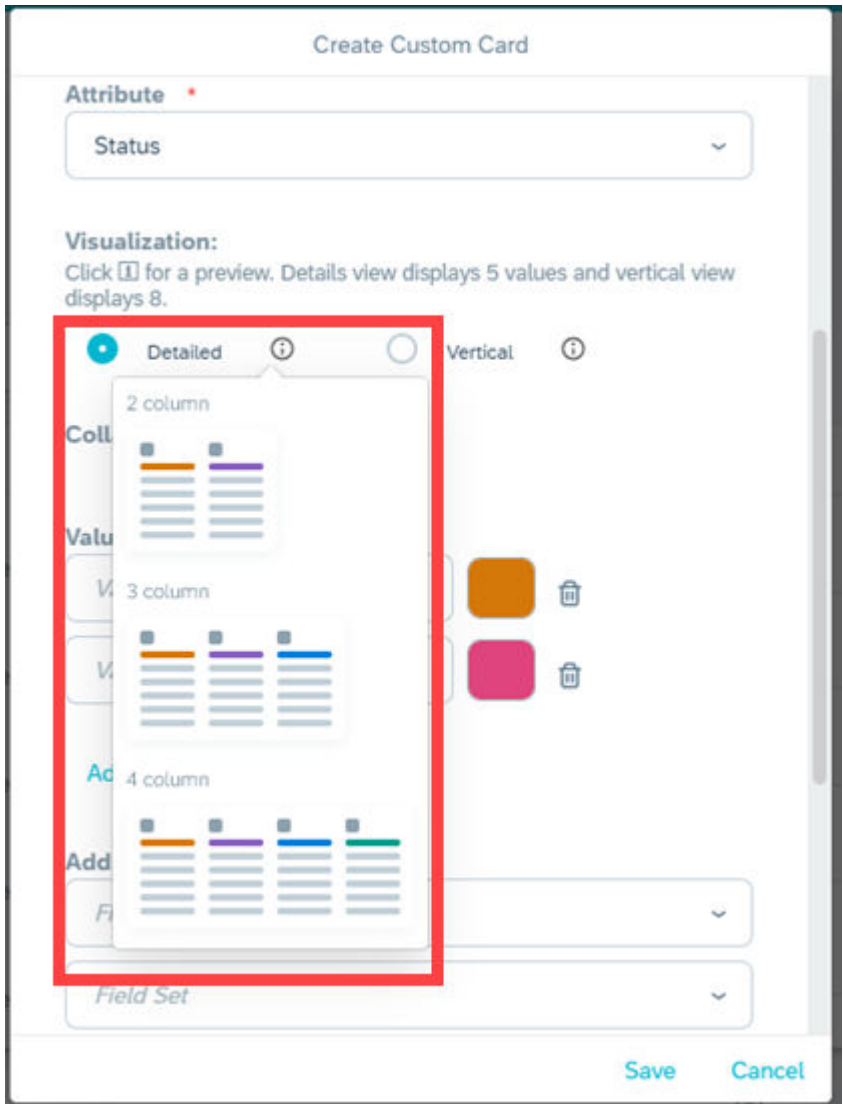 Create Custom Card
Attribute *
Status
Visualization:
Click for a preview. Details view displays 5 values and vertical view
displays 8.
Detailed
Vertical
2 column
Coll
Valu
3 column
Ad
4 column
Add
Field Set
Save
Cancel